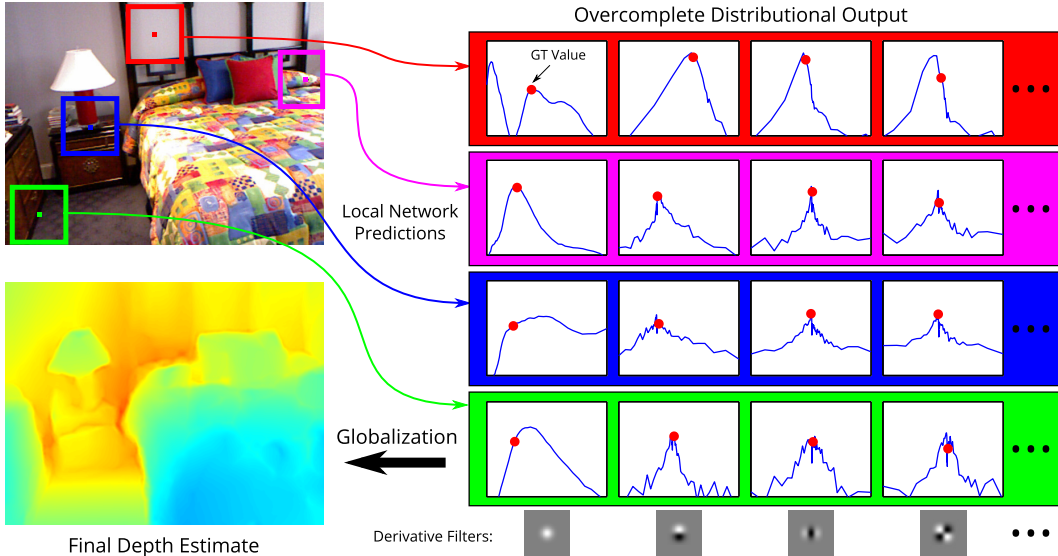 Overcomplete Distributional Output
GT Value
Local Network
Predictions
Globalization
Final Depth Estimate
Derivative Filters: